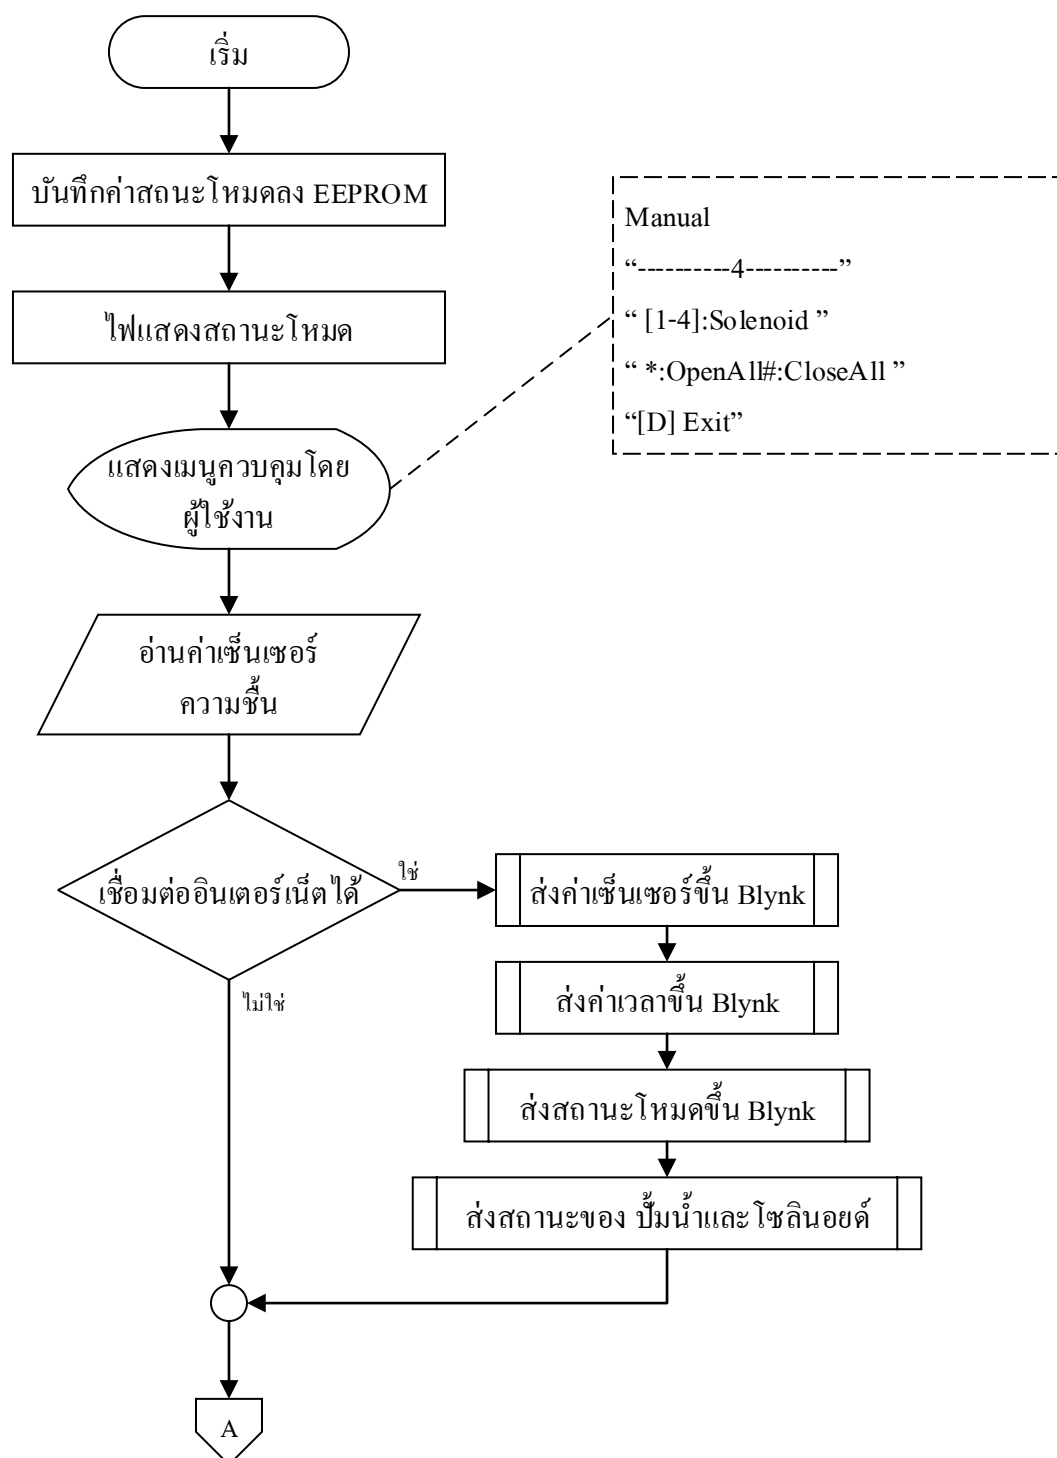 เริ่ม
บันทึกค่าสถนะโหมดลง EEPROM
ไฟแสดงสถานะโหมด
แสดงเมนูควบคุมโดย
ผู้ใช้งาน
Manual
“----------4----------”
“ [1-4]:Solenoid ”
“ *:OpenAll#:CloseAll ”
“[D] Exit”
อ่านค่าเซ็นเซอร์
ความชื้น
เชื่อมต่ออินเตอร์เน็ตได้
ใช่
ไม่ใช่
ส่งค่าเซ็นเซอร์ขึ้น Blynk
ส่งค่าเวลาขึ้น Blynk
ส่งสถานะโหมดขึ้น Blynk
ส่งสถานะของ ปั้มน้ำและโซลินอยด์
A